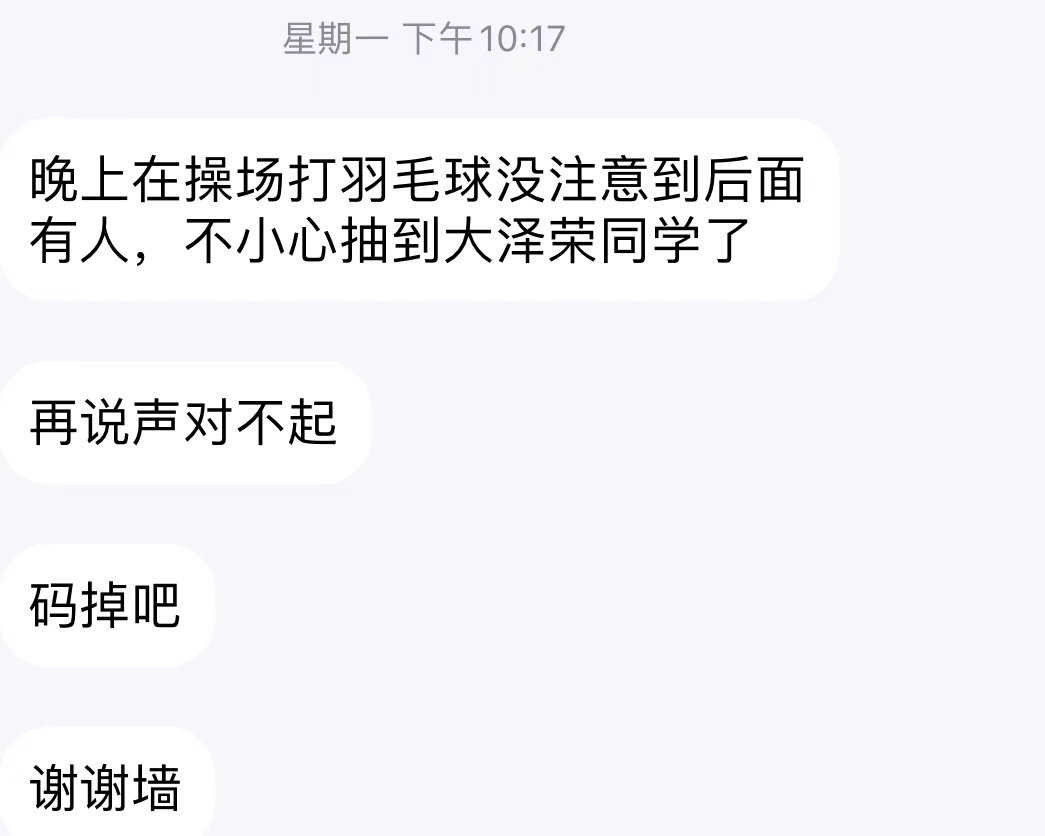 星期一 下午10:17
晚上在操场打羽毛球没注意到后面
有人，不小心抽到大泽荣同学了
再说声对不起
码掉吧
谢谢墙